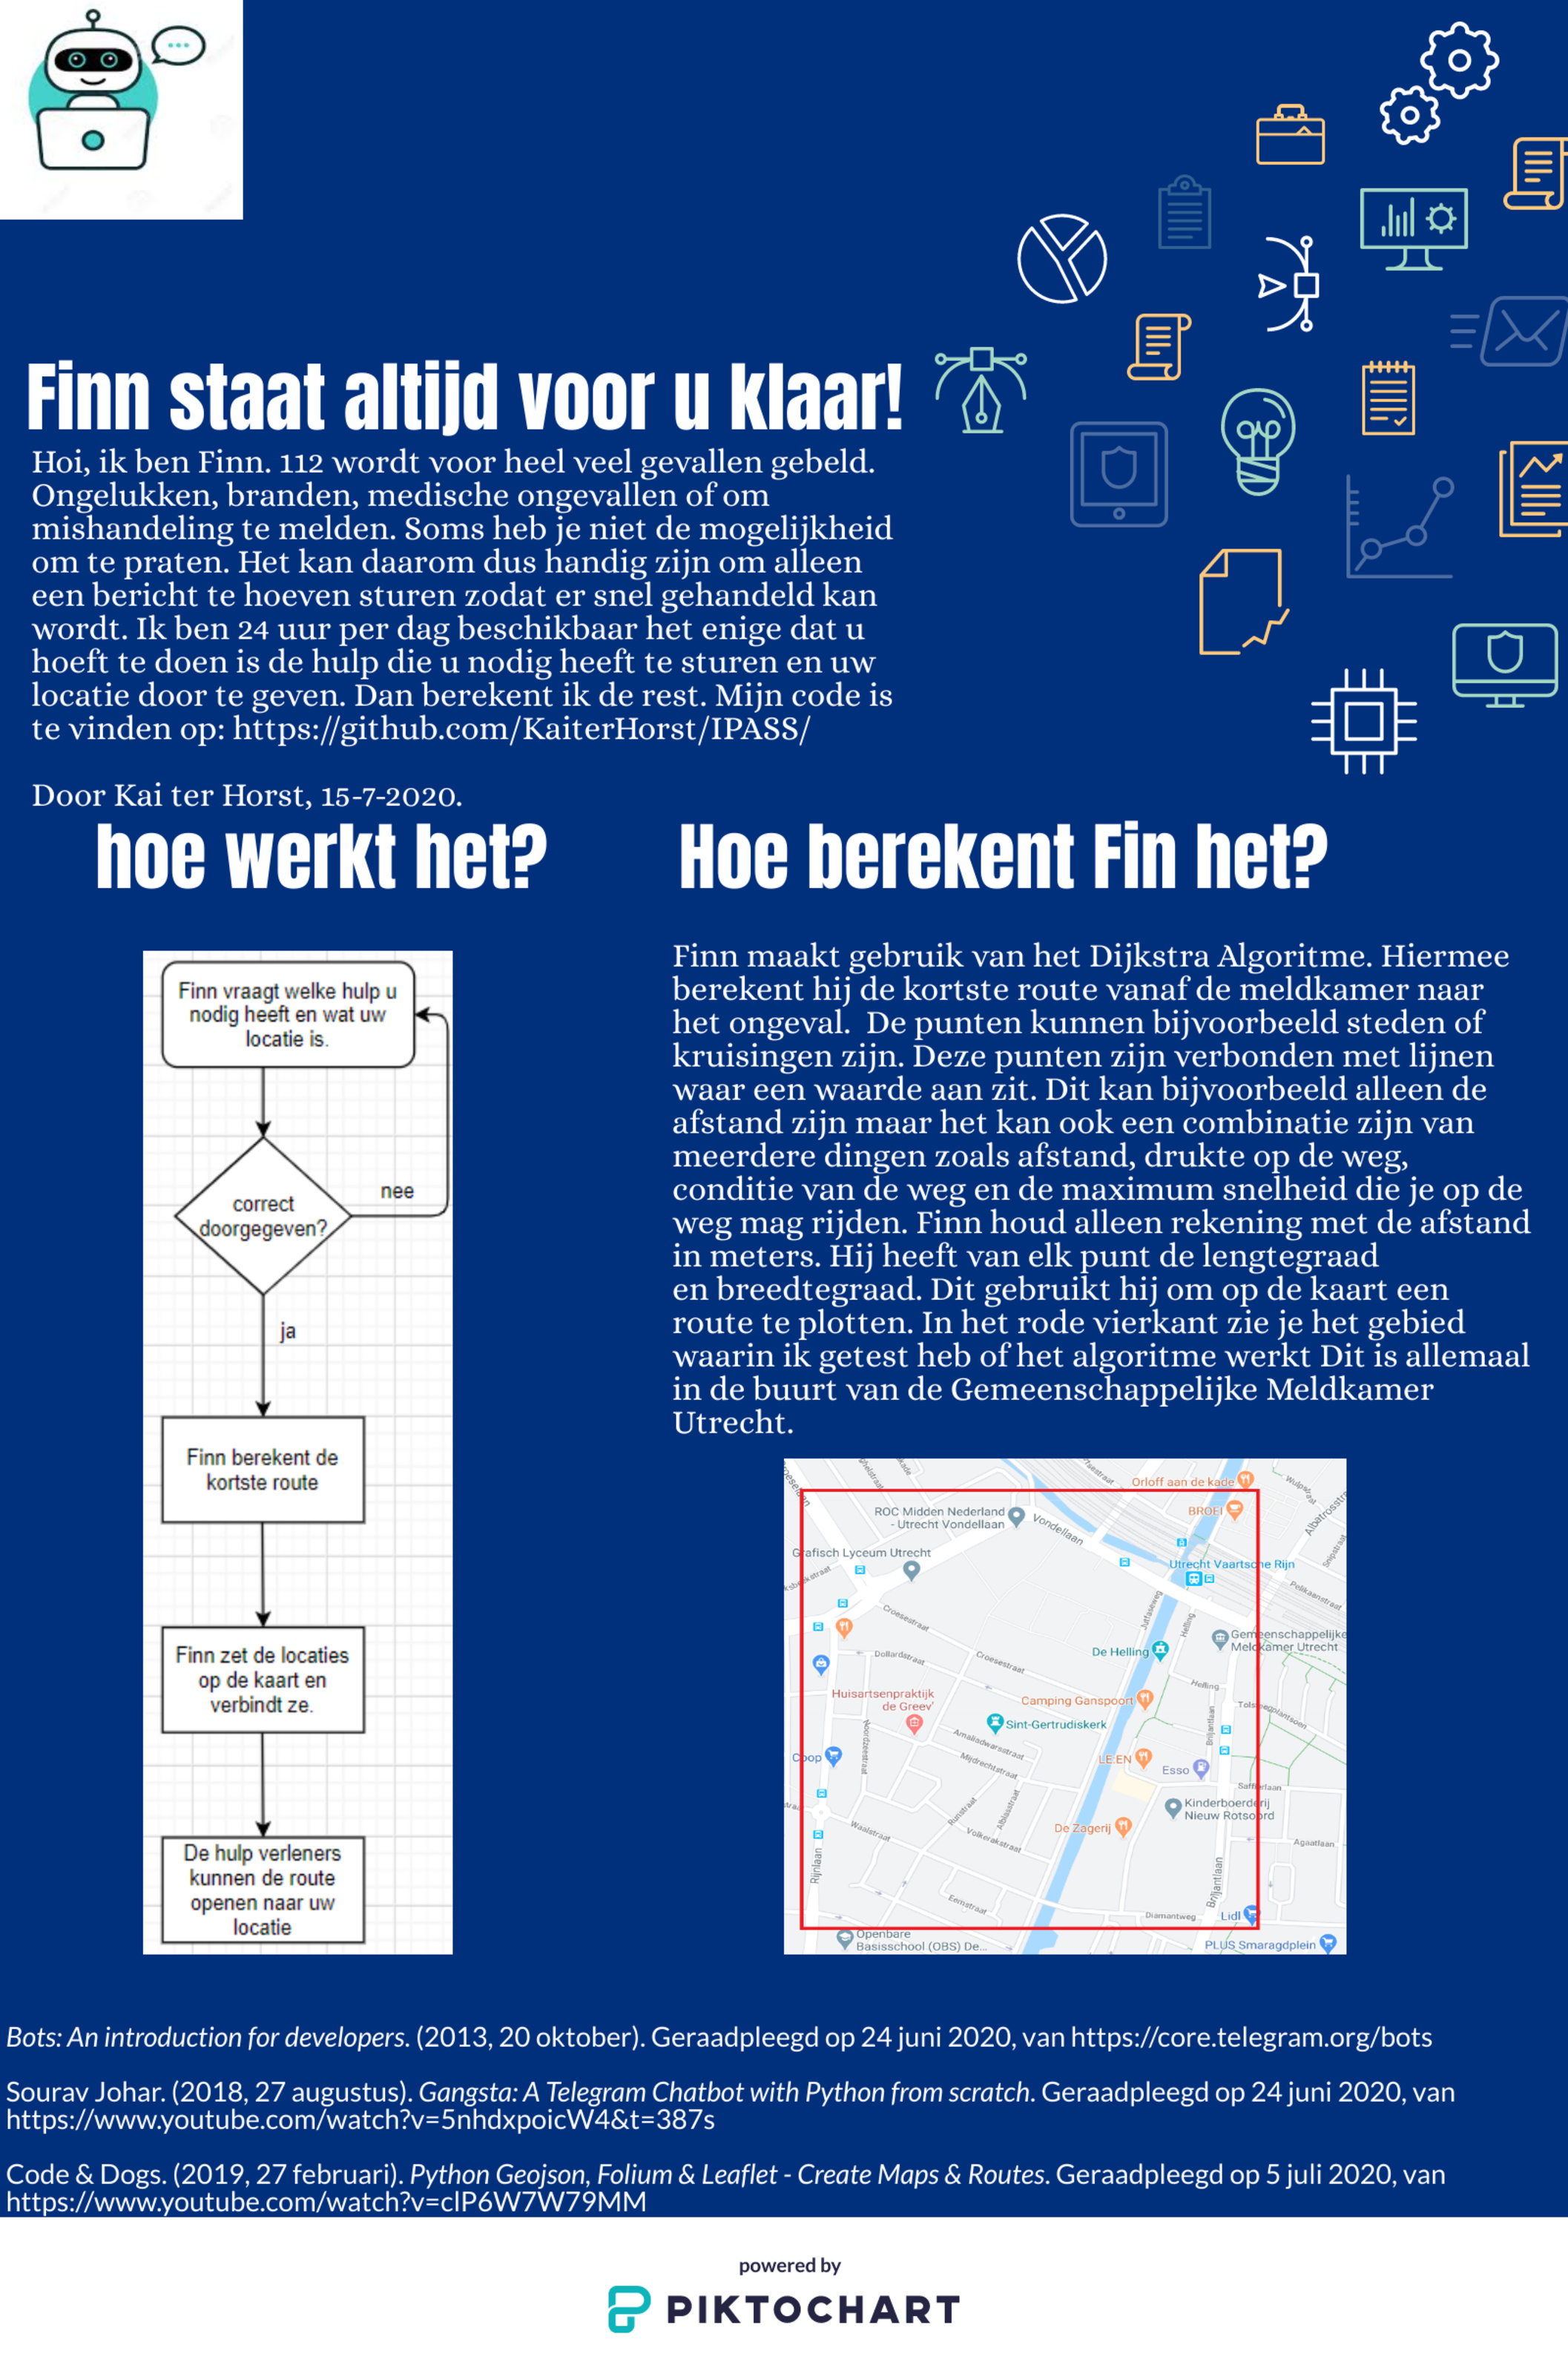 Finn staat altijd voor u klaar!
Hoi, ik ben Finn. 112 wordt voor heel veel gevallen gebeld.
Ongelukken, branden, medische ongevallen of om
mishandeling te melden. Soms heb je niet de mogelijkheid
om te praten. Het kan daarom dus handig zijn om alleen
een bericht te hoeven sturen zodat er snel gehandeld kan
wordt. Ik ben 24 uur per dag beschikbaar het enige dat u
hoeft te doen is de hulp die u nodig heeft te sturen en uw
locatie door te geven. Dan berekent ik de rest. Mijn code is
te vinden op: https://github.com/KaiterHorst/IPASS/
Door Kai ter Horst, 15-7-2020.
hoe werkt het?
Finn vraagt welke hulp u
nodig heeft en wat uw
locatie is.
correct
doorgegeven?
nee
ja
Finn berekent de
kortste route
Finn zet de locaties
op de kaart en
verbindt ze.
De hulp verleners
kunnen de route
openen naar uw
locatie
Hoe berekent Fin het?
Finn maakt gebruik van het Dijkstra Algoritme. Hiermee
berekent hij de kortste route vanaf de meldkamer naar
het ongeval.  De punten kunnen bijvoorbeeld steden of
kruisingen zijn. Deze punten zijn verbonden met lijnen
waar een waarde aan zit. Dit kan bijvoorbeeld alleen de
afstand zijn maar het kan ook een combinatie zijn van
meerdere dingen zoals afstand, drukte op de weg,
conditie van de weg en de maximum snelheid die je op de
weg mag rijden. Finn houd alleen rekening met de afstand
in meters. Hij heeft van elk punt de lengtegraad
en breedtegraad. Dit gebruikt hij om op de kaart een
route te plotten. In het rode vierkant zie je het gebied
waarin ik getest heb of het algoritme werkt Dit is allemaal
in de buurt van de Gemeenschappelijke Meldkamer
Utrecht.
Orloff aan de kade
BROEI
ROC Midden Nederland
- Utrecht Vondellaan
Vondellaan
Albatrosstr
Grafisch Lyceum Utrecht
Utrecht Vaartsche Rijn
Pelikaanstraat
Croesestraat
Jutfaseweg
Helling
Gemeenschappelijke
Meldkamer Utrecht
De Helling
Dollardstraat
Croesestraat
Helling
Huisartsenpraktijk
de Greev'
Camping Ganspoort
Tolsteegplantsoen
Sint-Gertrudiskerk
Briljantlaan
Noordzeestraat
Amaliadwarsstraat
Coop
Mijdrechtstraat
LE:EN
Esso
Saffierlaan
Kinderboerderij
Nieuw Rotsoord
Alblasstraat
De Zagerij
Waalstraat
Volkerakstraat
Agaatlaan
Rijnlaan
Briljantlaan
Eemstraat
Diamantweg
Lidl
Openbare
Basisschool (OBS) De...
PLUS Smaragdplein
Bots: An introduction for developers. (2013, 20 oktober). Geraadpleegd op 24 juni 2020, van https://core.telegram.org/bots
Sourav Johar. (2018, 27 augustus). Gangsta: A Telegram Chatbot with Python from scratch. Geraadpleegd op 24 juni 2020, van
https://www.youtube.com/watch?v=5nhdxpoicW4&t=387s
Code & Dogs. (2019, 27 februari). Python Geojson, Folium & Leaflet - Create Maps & Routes. Geraadpleegd op 5 juli 2020, van
https://www.youtube.com/watch?v=clP6W7W79MM
powered by
PIKTOCHART